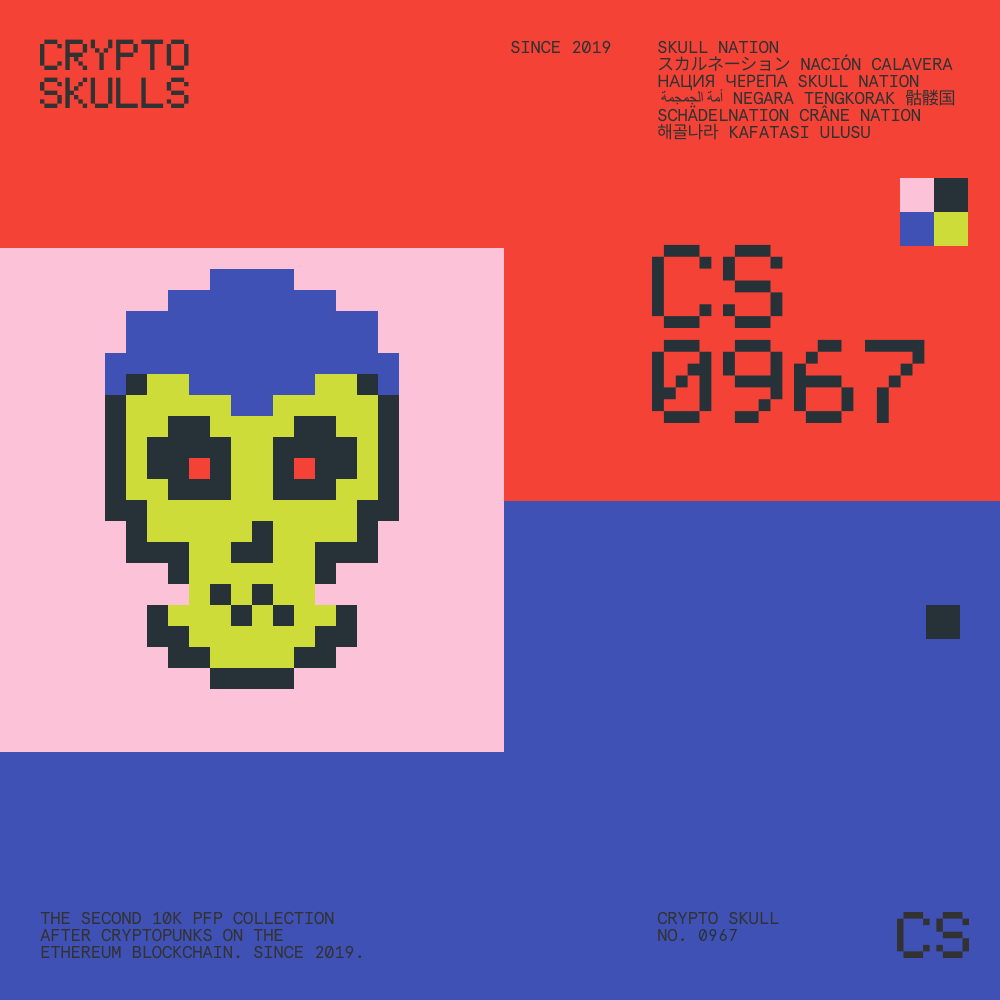 CRYPTO
SKULLS
SINCE 2019
SKULL NATION
スカルネーション NACIÓN CALAVERA
НАЦИЯ ЧЕРЕПА SKULL NATION
أمة الجمجمة NEGARA TENGKORAK 骷髅国
SCHÄDELNATION CRÂNE NATION
해골나라 KAFATASI ULUSU
CS
0967
THE SECOND 10K PFP COLLECTION
AFTER CRYPTOPUNKS ON THE
ETHEREUM BLOCKCHAIN. SINCE 2019.
CRYPTO SKULL
NO. 0967
CS